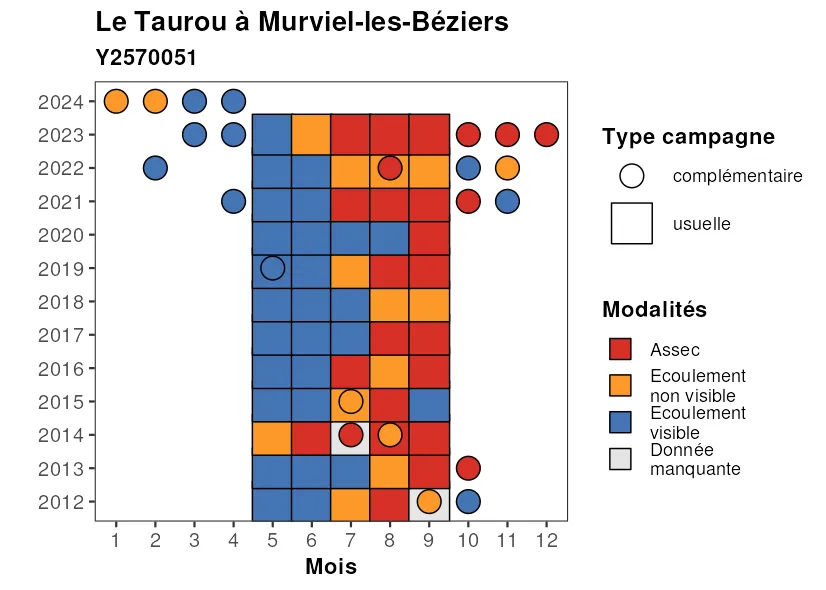 Le Taurou à Murviel-les-Béziers
Y2570051
2024
2023
2022
2021
2020
2019
2018
2017
2016
2015
2014
2013
2012
1 2 3 4 5 6 7 8 9 10 11 12
Mois
Type campagne
complémentaire
usuelle
Modalités
Assec
Ecoulement
non visible
Ecoulement
visible
Donnée
manquante